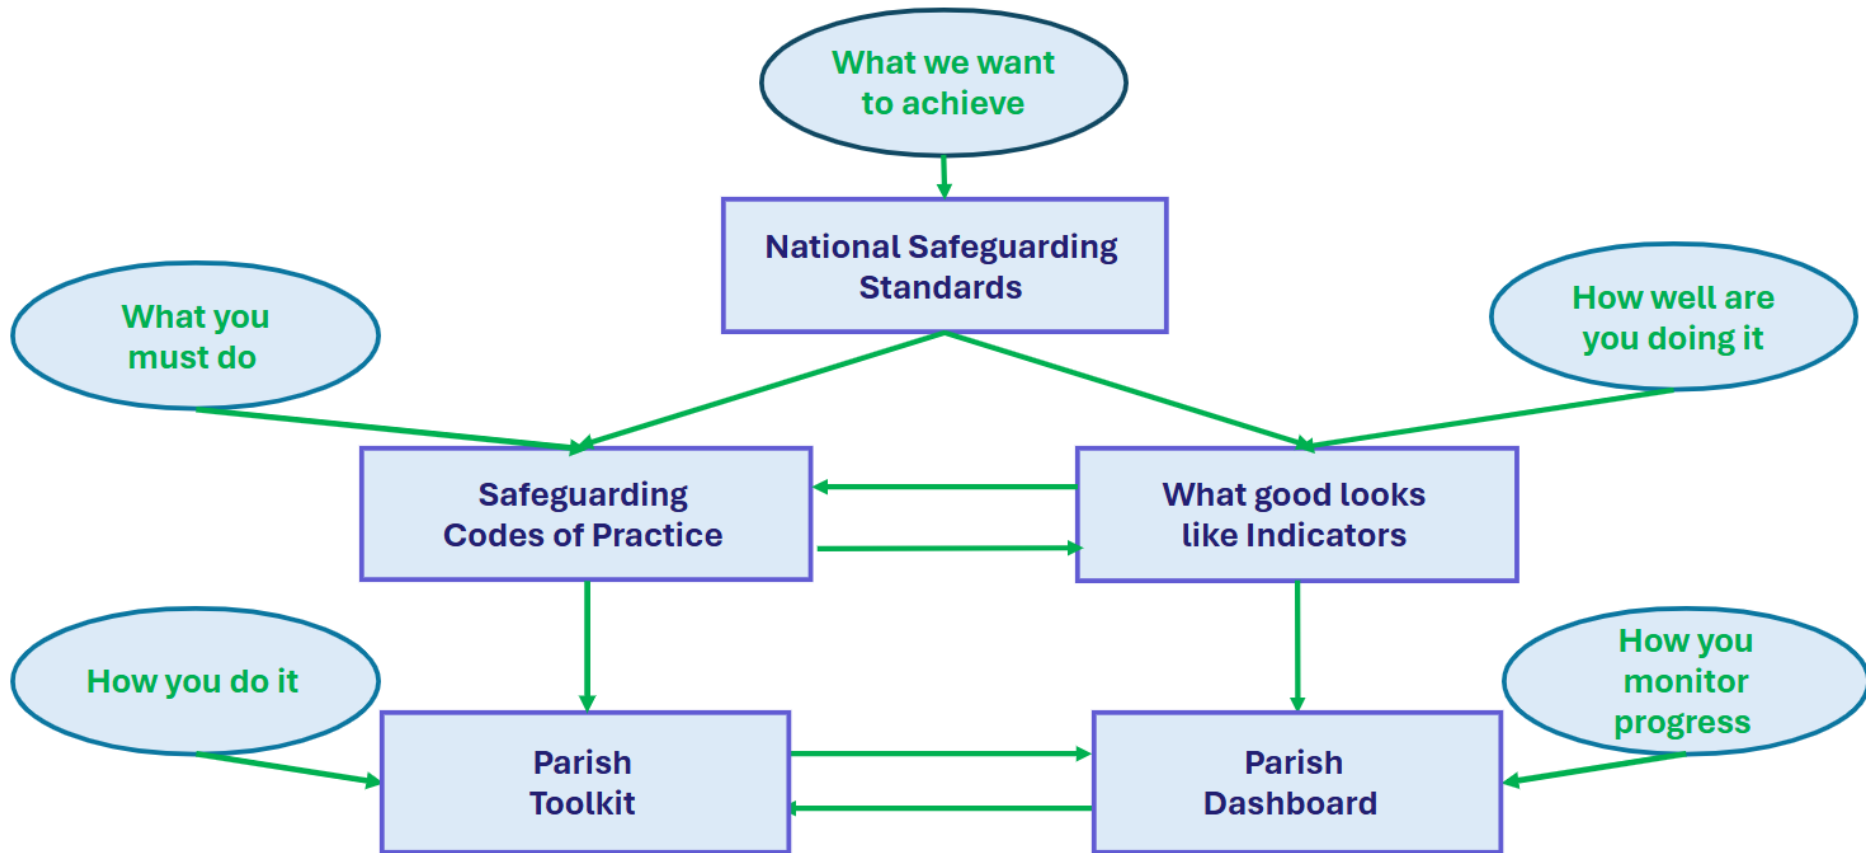 What we want
to achieve
National Safeguarding
Standards
What you
must do
How well are
you doing it
Safeguarding
Codes of Practice
What good looks
like Indicators
How you do it
How you
monitor
progress
Parish
Toolkit
Parish
Dashboard